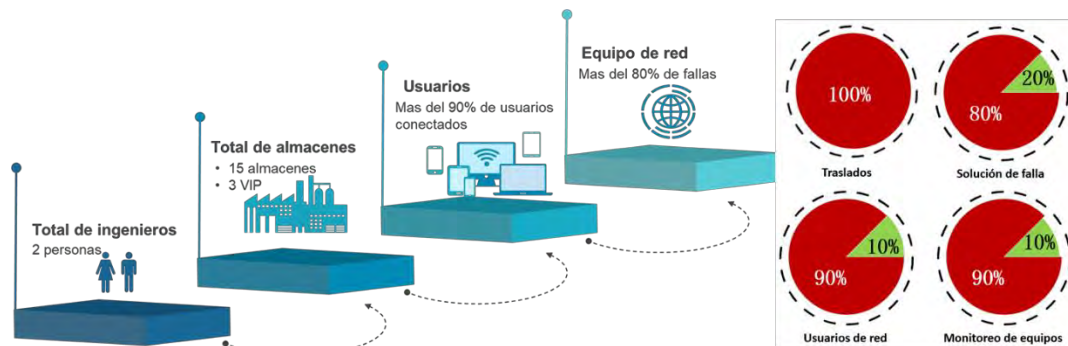 Equipo de red
Mas del 80% de fallas
Usuarios
Mas del 90% de usuarios
conectados
Total de almacenes
• 15 almacenes
• 3 VIP
Total de ingenieros
2 personas
100%
Traslados
20%
80%
Solución de falla
10%
90%
Usuarios de red
10%
90%
Monitoreo de equipos